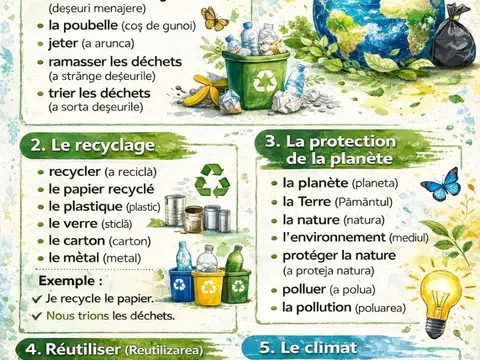 (deșeuri menajere)
• la poubelle (coș de gunoi)
• jeter (a arunca)
• ramasser les déchets
(a strânge deșeurile)
• trier les déchets
(a sorta deșeurile)
2. Le recyclage
• recycler (a reciclà)
• le papier recyclé
• le plastique (plastic)
• le verre (sticlă)
• le carton (carton)
• le mètal (metal)
Exemple :
✓ Je recycle le papier.
✓ Nous trions les déchets.
3. La protection
de la planète
• la planète (planeta)
• la Terre (Pământul)
• la nature (natura)
• l'environnement (mediul)
• protéger la nature
(a proteja natura)
• polluer (a polua)
• la pollution (poluarea)
4. Réutiliser (Reutilizarea)
5. Le climat